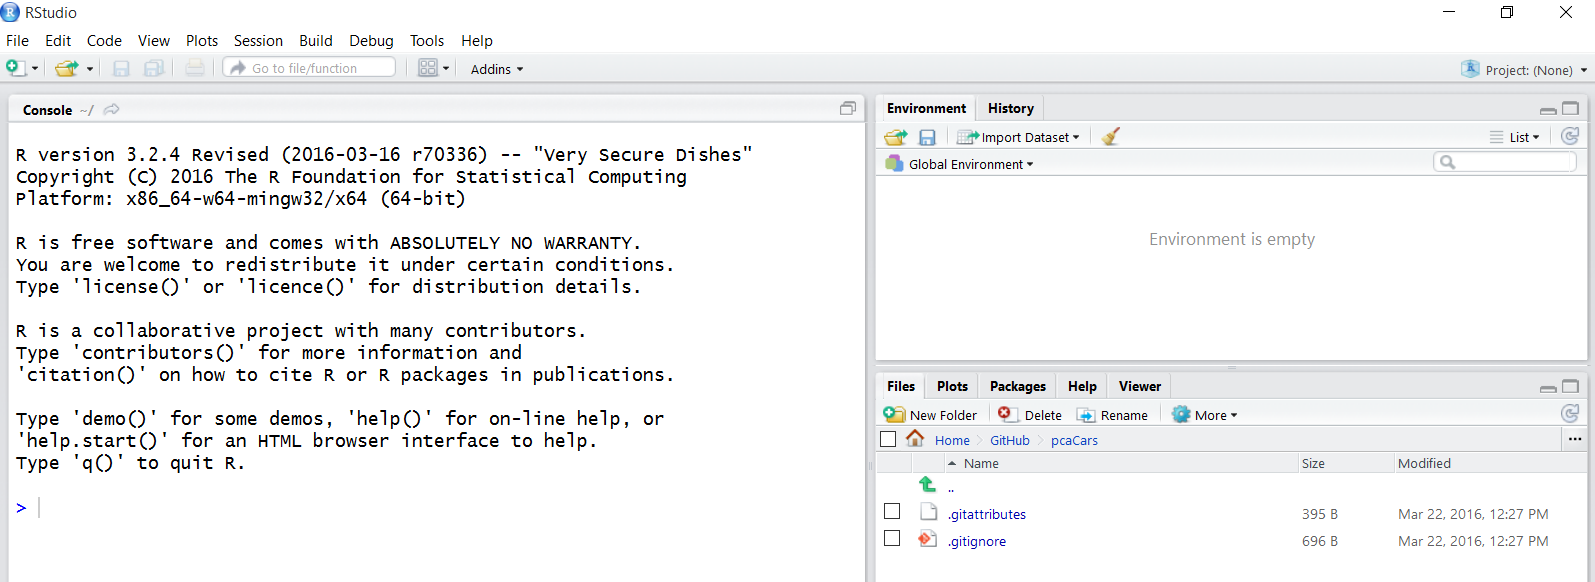 RStudio
File Edit Code View Plots Session Build Debug Tools Help
Go to file/function Addins Project: (None)
Console ~/
R version 3.2.4 Revised (2016-03-16 r70336) -- "Very Secure Dishes"
Copyright (C) 2016 The R Foundation for Statistical Computing
Platform: x86_64-w64-mingw32/x64 (64-bit)
R is free software and comes with ABSOLUTELY NO WARRANTY.
You are welcome to redistribute it under certain conditions.
Type 'license()' or 'licence()' for distribution details.
R is a collaborative project with many contributors.
Type 'contributors()' for more information and
'citation()' on how to cite R or R packages in publications.
Type 'demo()' for some demos, 'help()' for on-line help, or
'help.start()' for an HTML browser interface to help.
Type 'q()' to quit R.
>
Environment History
Import Dataset List
Global Environment
Environment is empty
Files Plots Packages Help Viewer
New Folder Delete Rename More
Home GitHub pcaCars ...
Name Size Modified
..
.gitattributes 395 B Mar 22, 2016, 12:27 PM
.gitignore 696 B Mar 22, 2016, 12:27 PM